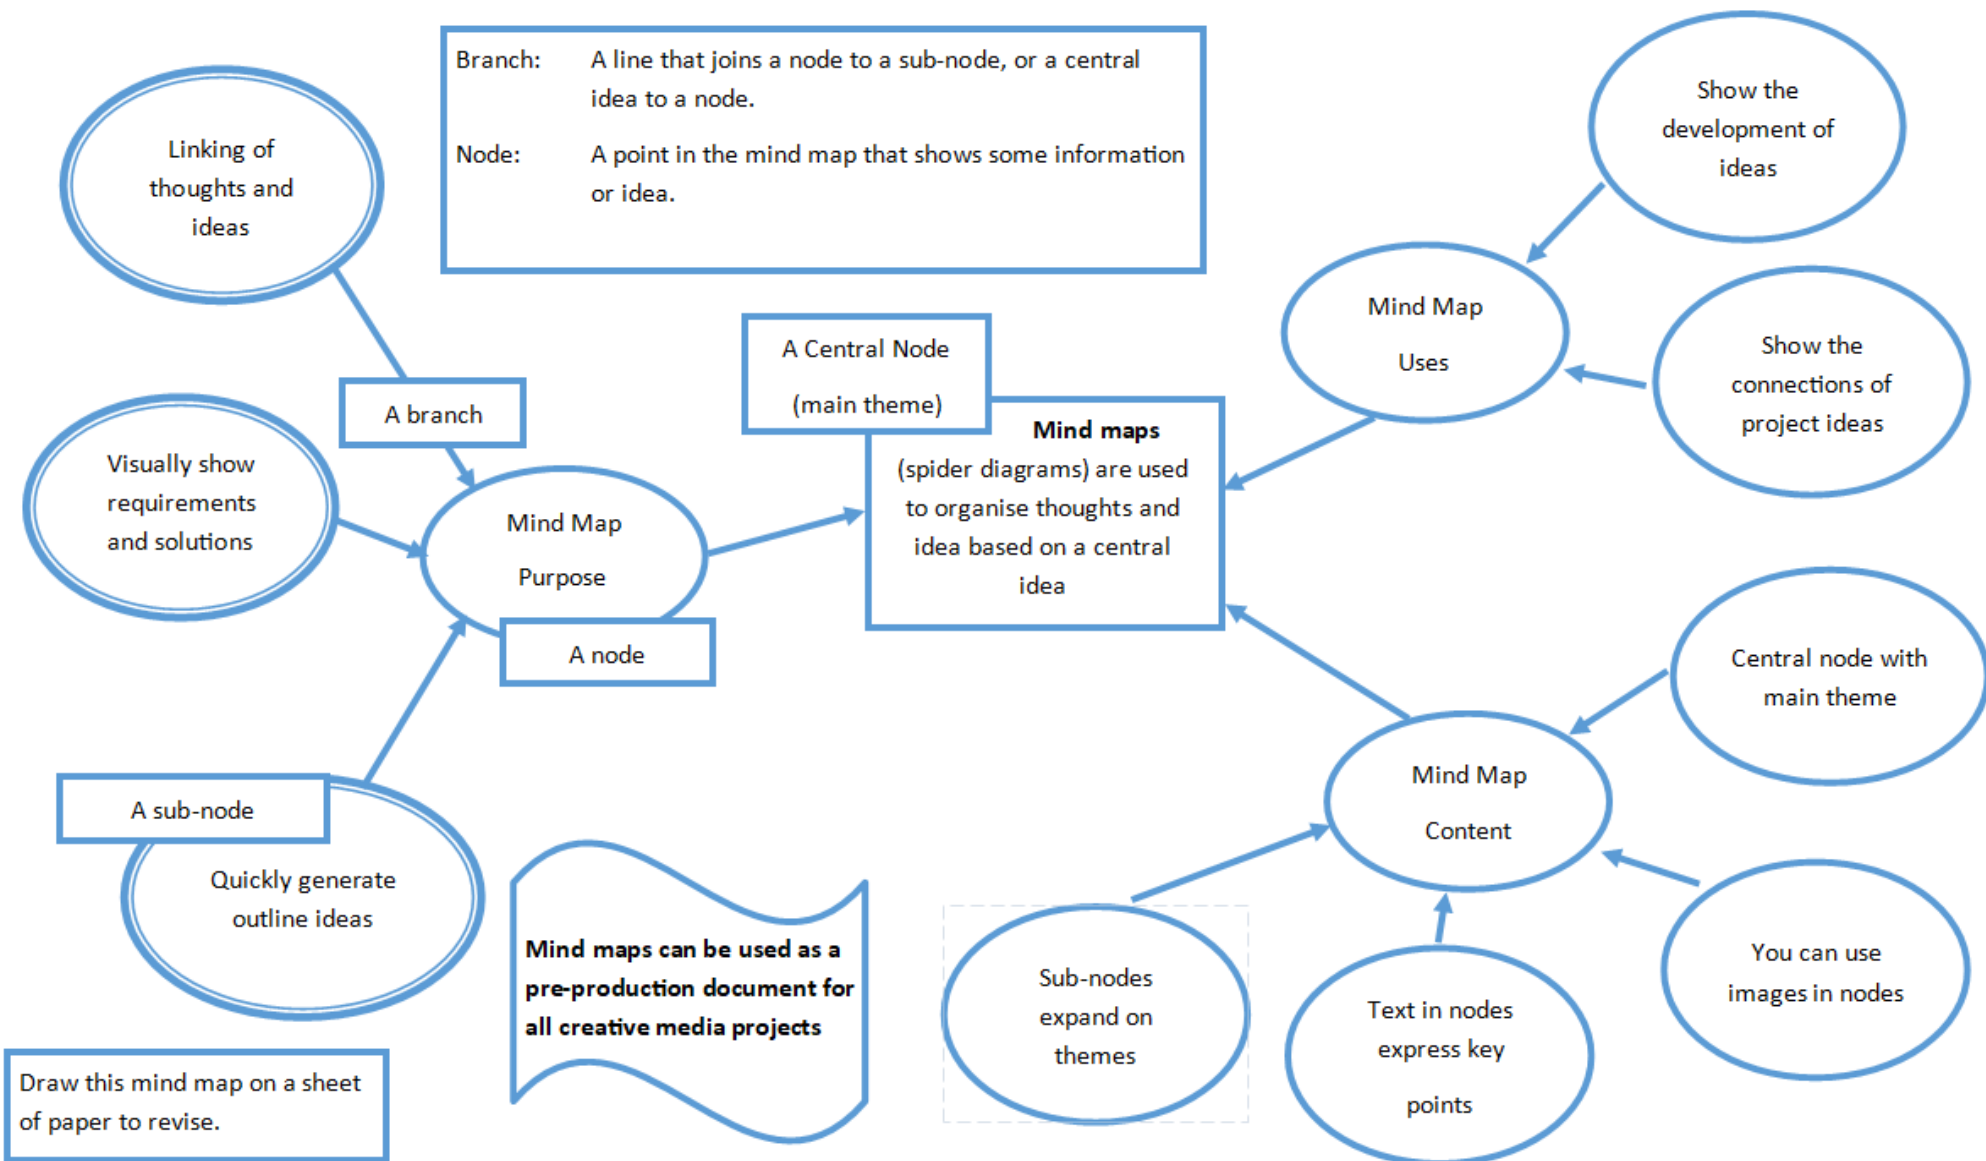 Branch: A line that joins a node to a sub-node, or a central
idea to a node.
Node: A point in the mind map that shows some information
or idea.
Linking of
thoughts and
ideas
A branch
Visually show
requirements
and solutions
Mind Map
Purpose
A node
A sub-node
Quickly generate
outline ideas
A Central Node
(main theme)
Mind maps
(spider diagrams) are used
to organise thoughts and
idea based on a central
idea
Mind Map
Uses
Show the
development of
ideas
Show the
connections of
project ideas
Mind Map
Content
Central node with
main theme
You can use
images in nodes
Text in nodes
express key
points
Sub-nodes
expand on
themes
Mind maps can be used as a
pre-production document for
all creative media projects
Draw this mind map on a sheet
of paper to revise.